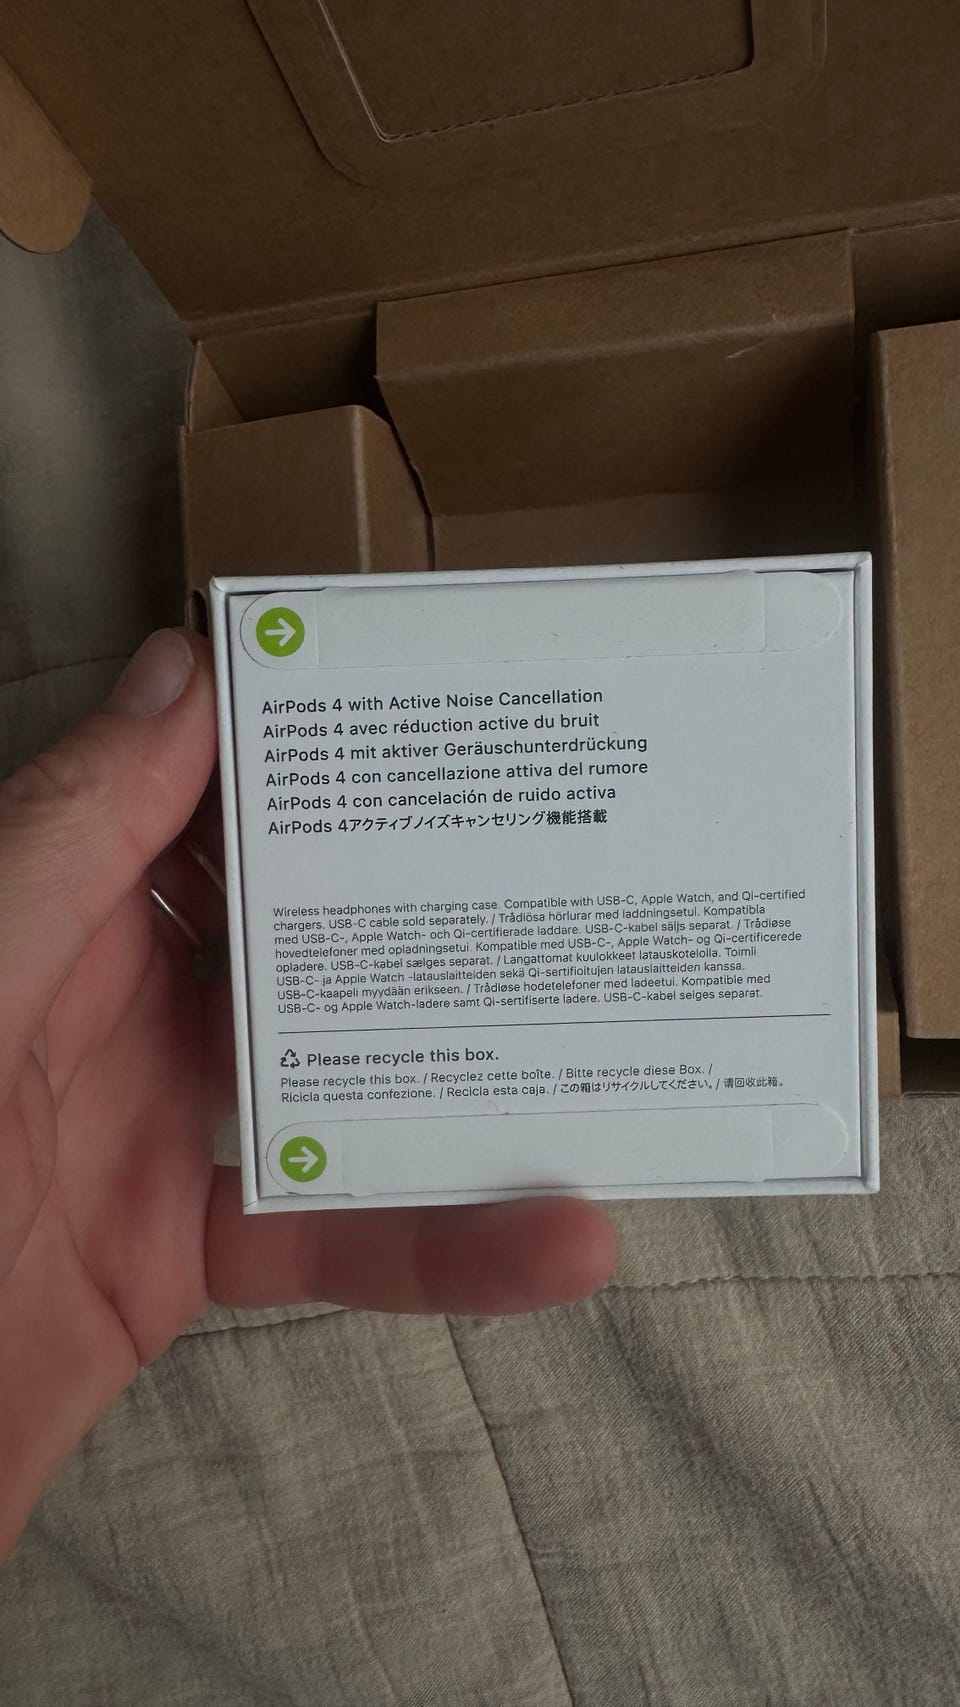 AirPods 4 with Active Noise Cancellation
AirPods 4 avec réduction active du bruit
AirPods 4 mit aktiver Geräuschunterdrückung
AirPods 4 con cancellazione attiva del rumore
AirPods 4 con cancelación de ruido activa
AirPods 4アクティブノイズキャンセリング機能搭載
Wireless headphones with charging case. Compatible with USB-C, Apple Watch, and Qi-certified
chargers. USB-C cable sold separately. / Trådlösa hörlurar med laddningsetui. Kompatibla
med USB-C-, Apple Watch- och Qi-certifierade laddare. USB-C-kabel säljs separat. / Trådløse
hovedtelefoner med opladningsetui. Kompatible med USB-C-, Apple Watch- og Qi-certificerede
opladere. USB-C-kabel sælges separat. / Langattomat kuulokkeet latauskotelolla. Toimii
USB-C- ja Apple Watch -latauslaitteiden sekä Qi-sertifioitujen latauslaitteiden kanssa.
USB-C-kaapeli myydään erikseen. / Trådløse hodetelefoner med ladeetui. Kompatible med
USB-C- og Apple Watch-ladere samt Qi-sertifiserte ladere. USB-C-kabel selges separat.
Please recycle this box.
Please recycle this box. / Recyclez cette boîte. / Bitte recycle diese Box. /
Ricicla questa confezione. / Recicla esta caja. / この箱はリサイクルしてください。/ 请回收此箱。